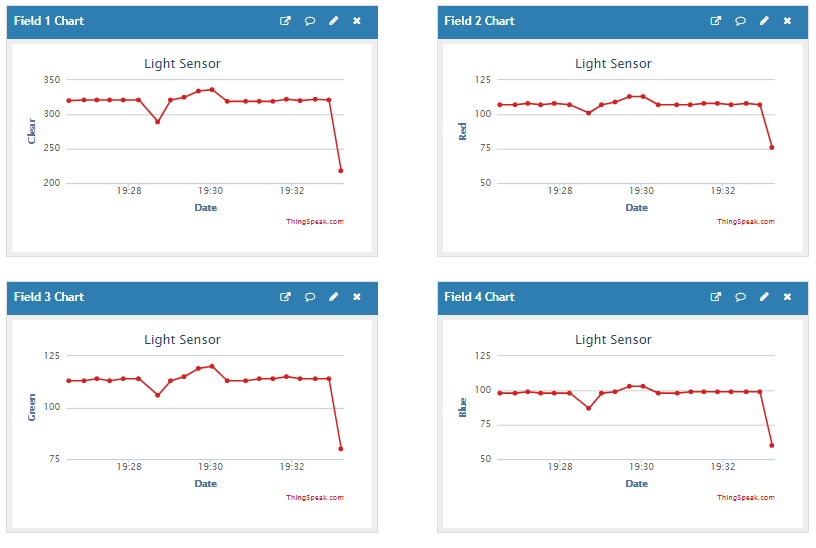 Field 1 Chart
Light Sensor
350
300
250
200
Clear
19:28 19:30 19:32
Date
ThingSpeak.com
Field 2 Chart
Light Sensor
125
100
75
50
Red
19:28 19:30 19:32
Date
ThingSpeak.com
Field 3 Chart
Light Sensor
125
100
75
Green
19:28 19:30 19:32
Date
ThingSpeak.com
Field 4 Chart
Light Sensor
125
100
75
50
Blue
19:28 19:30 19:32
Date
ThingSpeak.com